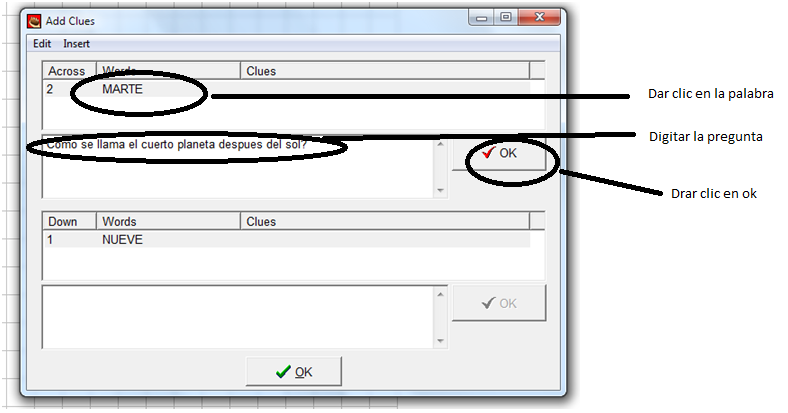 Add Clues
Edit Insert
Across Words Clues
2 MARTE
Dar clic en la palabra
Como se llama el cuerto planeta despues del sol?
Digitar la pregunta
OK
Drar clic en ok
Down Words Clues
1 NUEVE
OK
OK